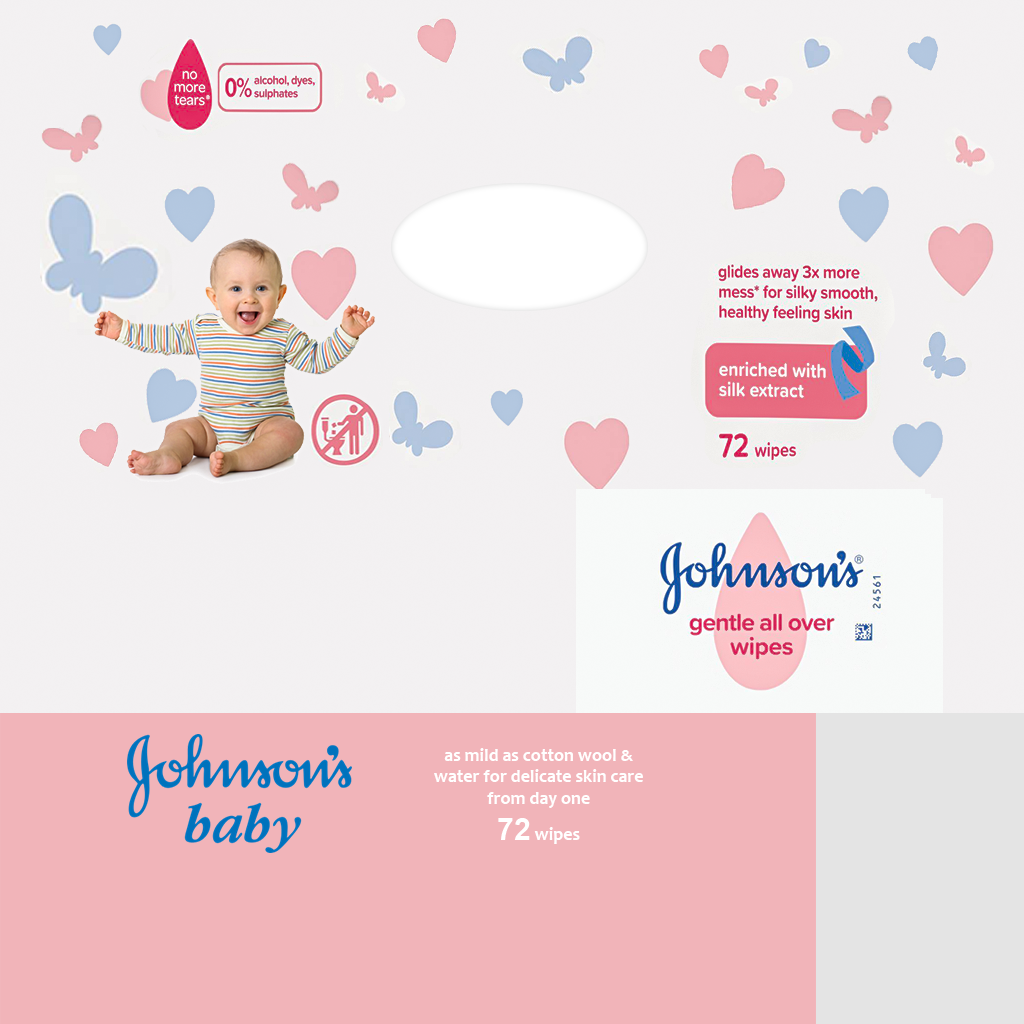 no
more
tears*
0% alcohol, dyes,
sulphates
glides away 3x more
mess* for silky smooth,
healthy feeling skin
enriched with
silk extract
72 wipes
Johnson's®
24561
gentle all over
wipes
Johnson's
baby
as mild as cotton wool &
water for delicate skin care
from day one
72 wipes